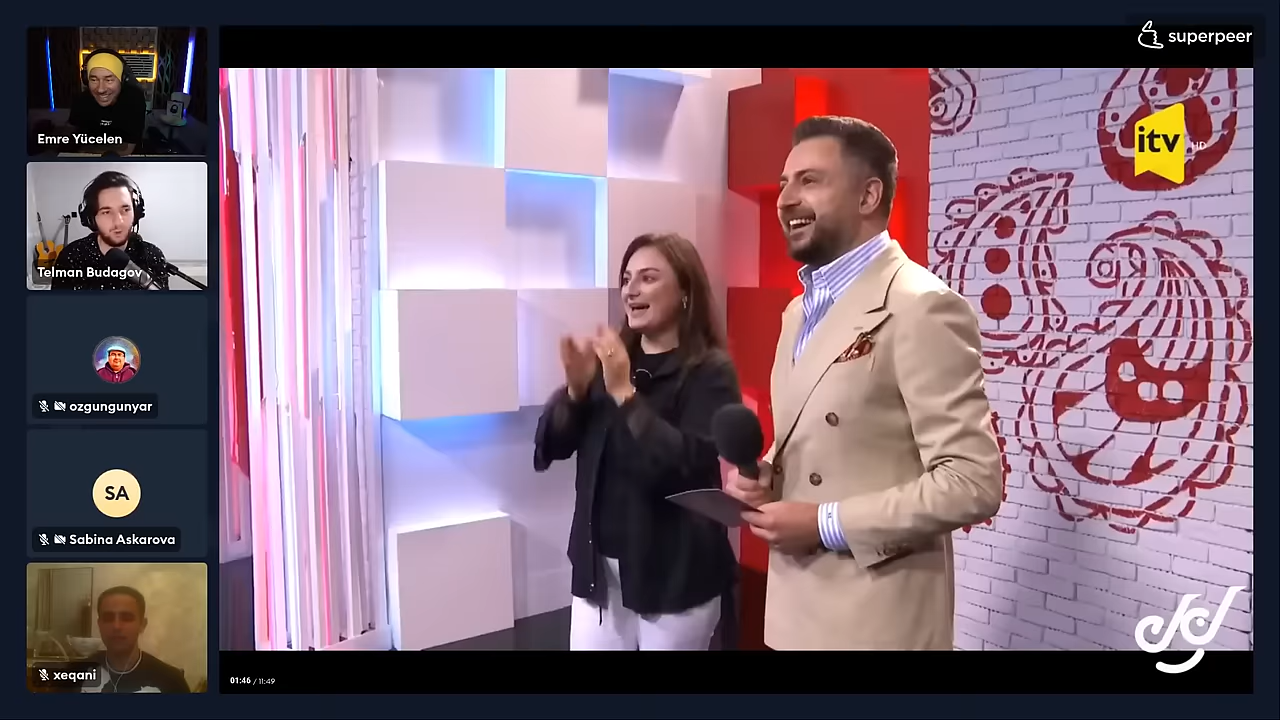 superpeer
Emre Yücelen
itv HD
Telman Budagov
ozgungunyar
SA
Sabina Askarova
xeqani
01:46 / 11:49